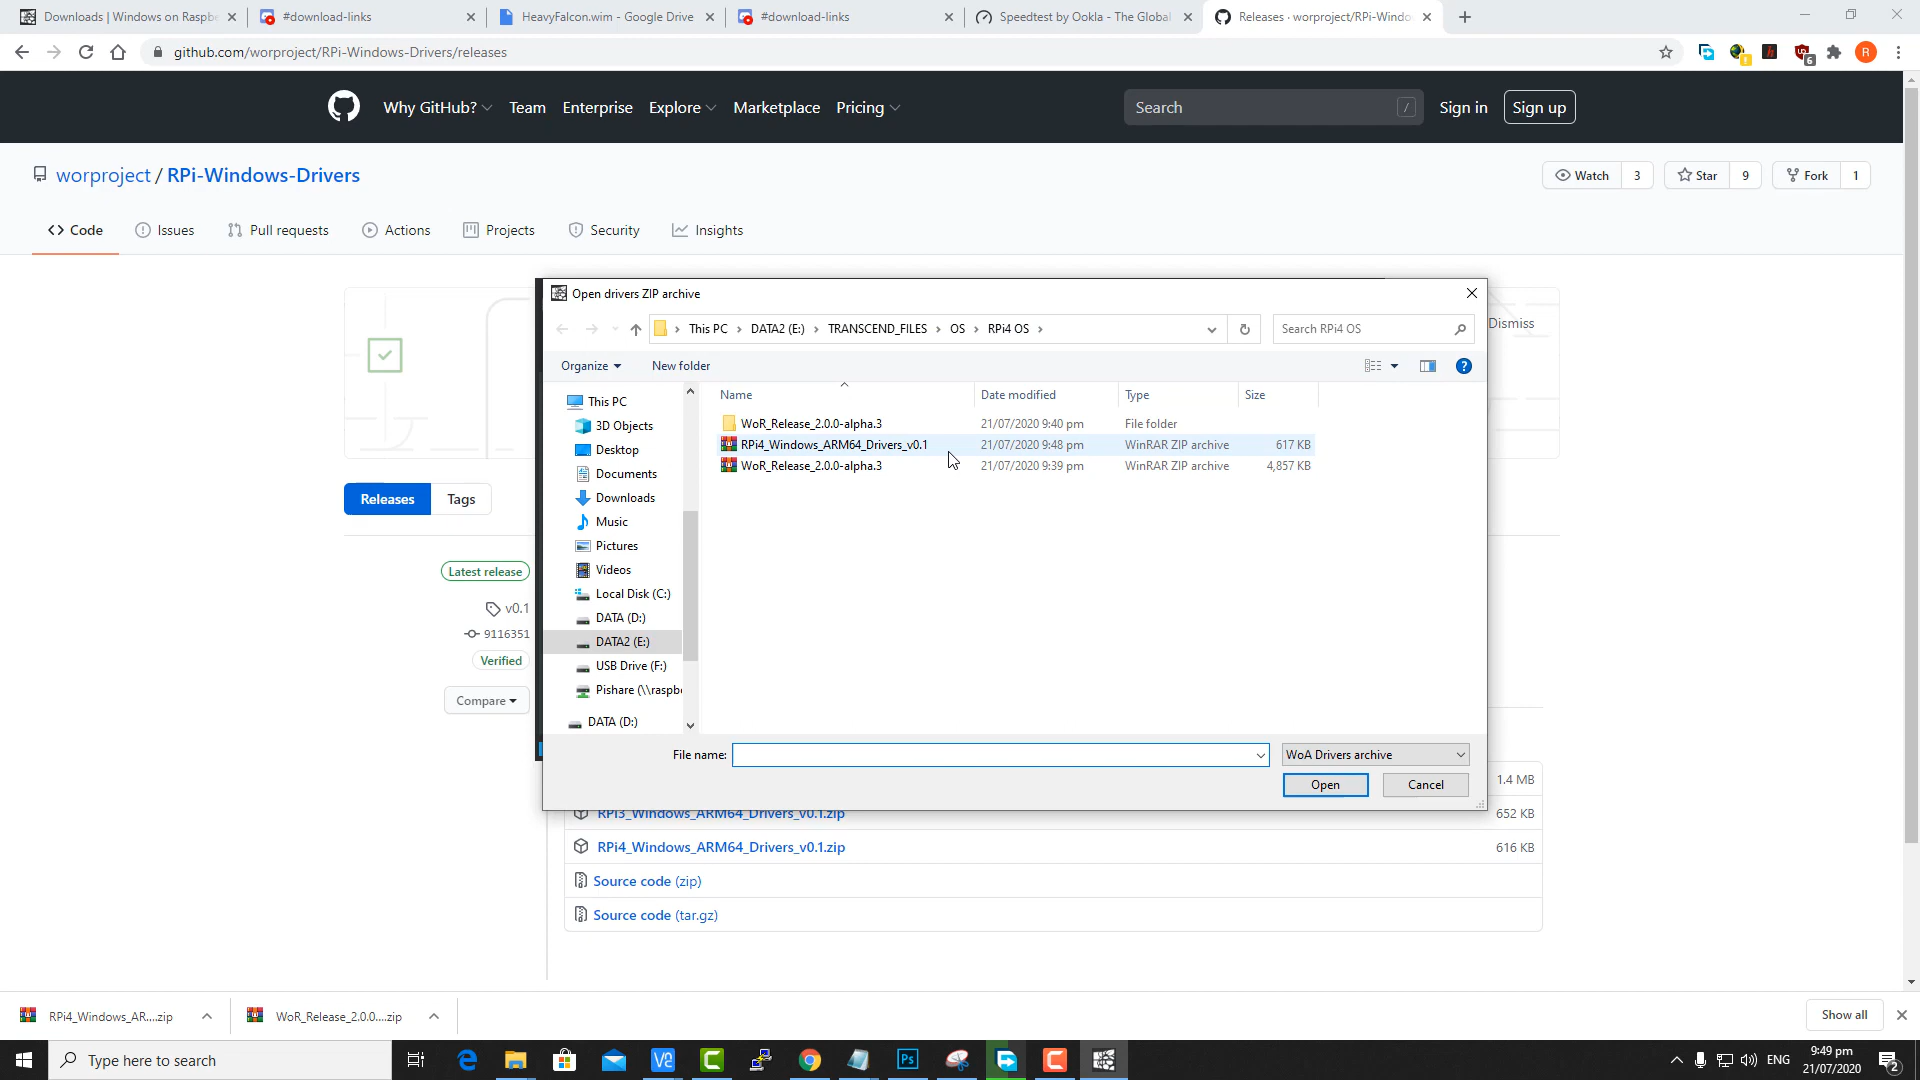 Downloads | Windows on Raspbe
#download-links
HeavyFalcon.wim - Google Drive
#download-links
Speedtest by Ookla - The Global
Releases · worproject/RPi-Windo
github.com/worproject/RPi-Windows-Drivers/releases
R
6
Why GitHub?
Team
Enterprise
Explore
Marketplace
Pricing
Search
/
Sign in
Sign up
worproject / RPi-Windows-Drivers
Watch 3
Star 9
Fork 1
Code
Issues
Pull requests
Actions
Projects
Security
Insights
Dismiss
Releases
Tags
Latest release
v0.1
9116351
Verified
Compare
Open drivers ZIP archive
This PC
DATA2 (E:)
TRANSCEND_FILES
OS
RPi4 OS
Search RPi4 OS
Organize
New folder
This PC
3D Objects
Desktop
Documents
Downloads
Music
Pictures
Videos
Local Disk (C:)
DATA (D:)
DATA2 (E:)
USB Drive (F:)
Pishare (\\raspbe
DATA (D:)
Name Date modified Type Size
WoR_Release_2.0.0-alpha.3 21/07/2020 9:40 pm File folder
RPi4_Windows_ARM64_Drivers_v0.1 21/07/2020 9:48 pm WinRAR ZIP archive 617 KB
WoR_Release_2.0.0-alpha.3 21/07/2020 9:39 pm WinRAR ZIP archive 4,857 KB
File name:
WoA Drivers archive
Open
Cancel
1.4 MB
RPi3_Windows_ARM64_Drivers_v0.1.zip 652 KB
RPi4_Windows_ARM64_Drivers_v0.1.zip 616 KB
Source code (zip)
Source code (tar.gz)
RPi4_Windows_AR....zip
WoR_Release_2.0.0....zip
Show all
Type here to search
Ps
ENG
9:49 pm
21/07/2020
2